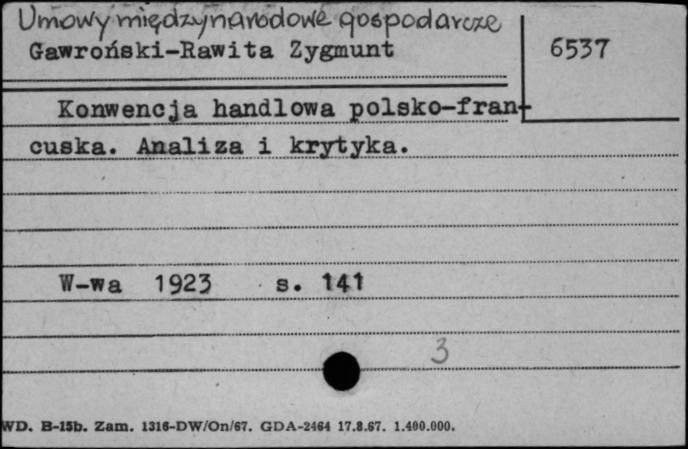 Umowy międzynarodowe gospodarcze
Gawroński-Rawita Zygmunt
6537
Konwencja handlowa polsko-fran-
cuska. Analiza i krytyka.
W-wa 1923 s. 141
3
WD. B-15b. Zam. 1316-DW/On/67. GDA-2464 17.8.67. 1.400.000.